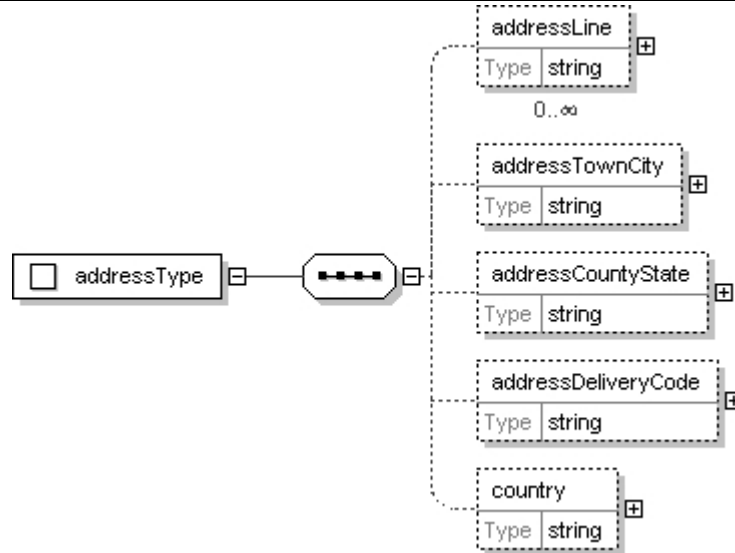 addressLine
Type string
0..∞
addressTownCity
Type string
addressType
addressCountyState
Type string
addressDeliveryCode
Type string
country
Type string